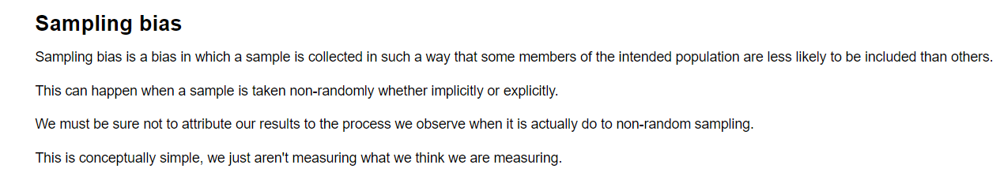 Sampling bias
Sampling bias is a bias in which a sample is collected in such a way that some members of the intended population are less likely to be included than others.
This can happen when a sample is taken non-randomly whether implicitly or explicitly.
We must be sure not to attribute our results to the process we observe when it is actually do to non-random sampling.
This is conceptually simple, we just aren't measuring what we think we are measuring.